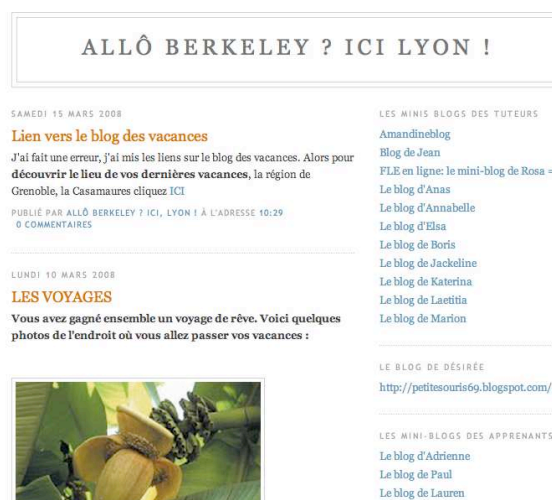 ALLÔ BERKELEY ? ICI LYON !
SAMEDI 15 MARS 2008
Lien vers le blog des vacances
J'ai fait une erreur, j'ai mis les liens sur le blog des vacances. Alors pour
découvrir le lieu de vos dernières vacances, la région de
Grenoble, la Casamaures cliquez ICI
PUBLIÉ PAR ALLÔ BERKELEY ? ICI, LYON ! À L'ADRESSE 10:29
0 COMMENTAIRES
LUNDI 10 MARS 2008
LES VOYAGES
Vous avez gagné ensemble un voyage de rêve. Voici quelques
photos de l'endroit où vous allez passer vos vacances :
LES MINIS BLOGS DES TUTEURS
Amandineblog
Blog de Jean
FLE en ligne: le mini-blog de Rosa =
Le blog d'Anas
Le blog d'Annabelle
Le blog d'Elsa
Le blog de Boris
Le blog de Jackeline
Le blog de Katerina
Le blog de Laetitia
Le blog de Marion
LE BLOG DE DÉSIRÉE
http://petitesouris69.blogspot.com/
LES MINI-BLOGS DES APPRENANTS
Le blog d'Adrienne
Le blog de Paul
Le blog de Lauren